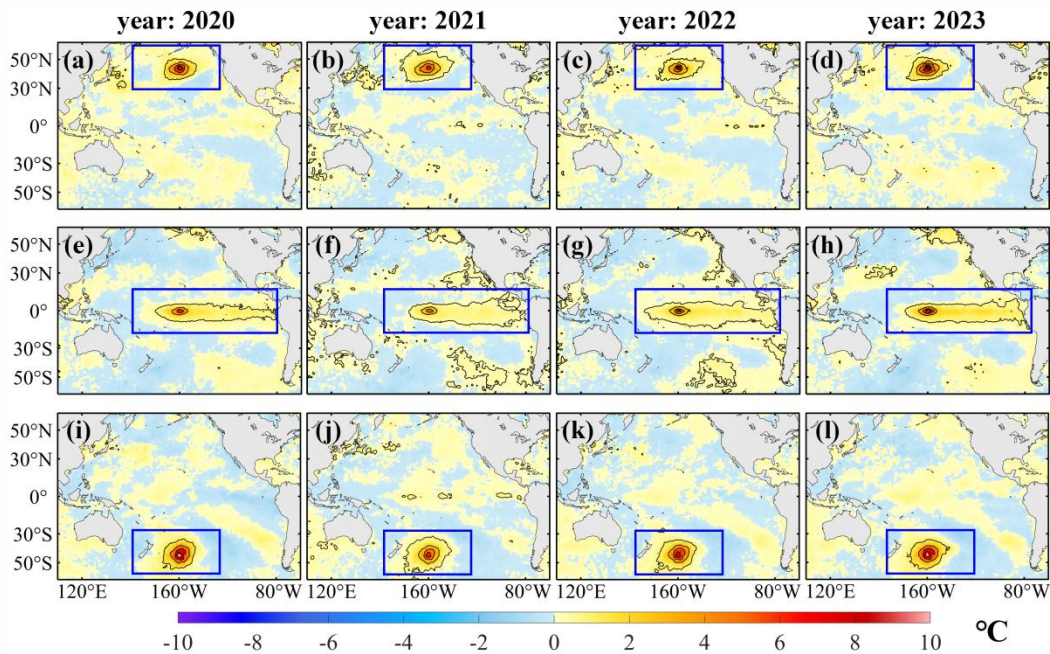 year: 2020 year: 2021 year: 2022 year: 2023
(a) (b) (c) (d)
50°N
30°N
0°
30°S
50°S
(e) (f) (g) (h)
50°N
30°N
0°
30°S
50°S
(i) (j) (k) (l)
50°N
30°N
0°
30°S
50°S
120°E 160°W 80°W 120°E 160°W 80°W 120°E 160°W 80°W 120°E 160°W 80°W
-10 -8 -6 -4 -2 0 2 4 6 8 10 °C